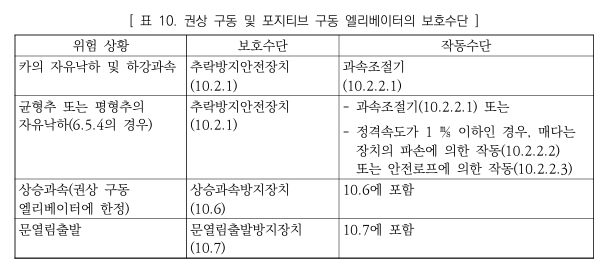 [ 표 10. 권상 구동 및 포지티브 구동 엘리베이터의 보호수단 ]
위험 상황 보호수단 작동수단
카의 자유낙하 및 하강과속 추락방지안전장치 과속조절기
(10.2.1) (10.2.2.1)
균형추 또는 평형추의 추락방지안전장치 - 과속조절기(10.2.2.1) 또는
자유낙하(6.5.4의 경우) (10.2.1)
- 정격속도가 1 ㎧ 이하인 경우, 매다는
장치의 파손에 의한 작동(10.2.2.2)
또는 안전로프에 의한 작동(10.2.2.3)
상승과속(권상 구동 상승과속방지장치 10.6에 포함
엘리베이터에 한정) (10.6)
문열림출발 문열림출발방지장치 10.7에 포함
(10.7)